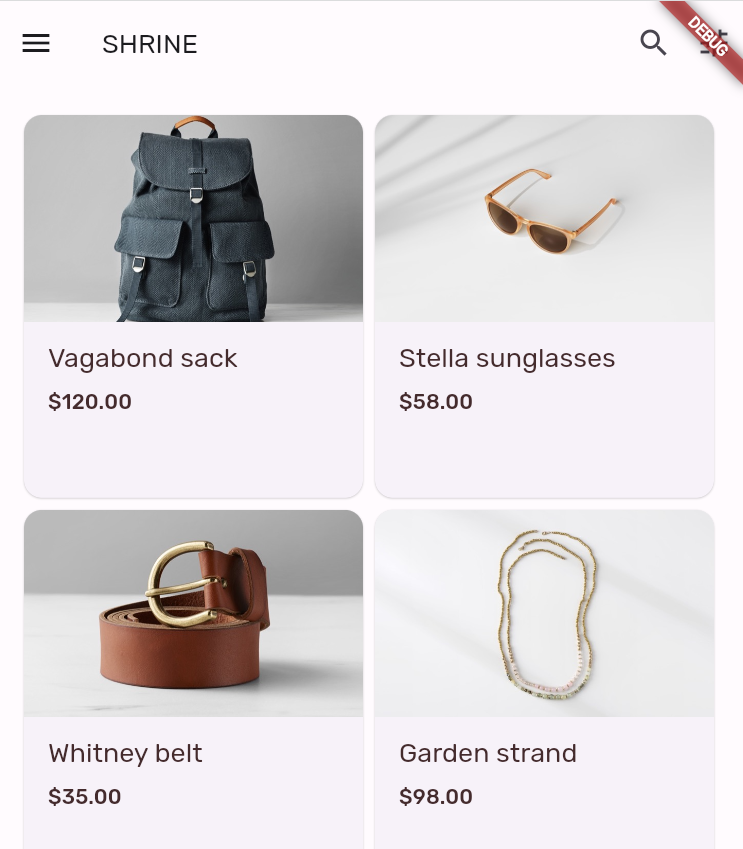 SHRINE
DEBUG
Vagabond sack
$120.00
Stella sunglasses
$58.00
Whitney belt
$35.00
Garden strand
$98.00